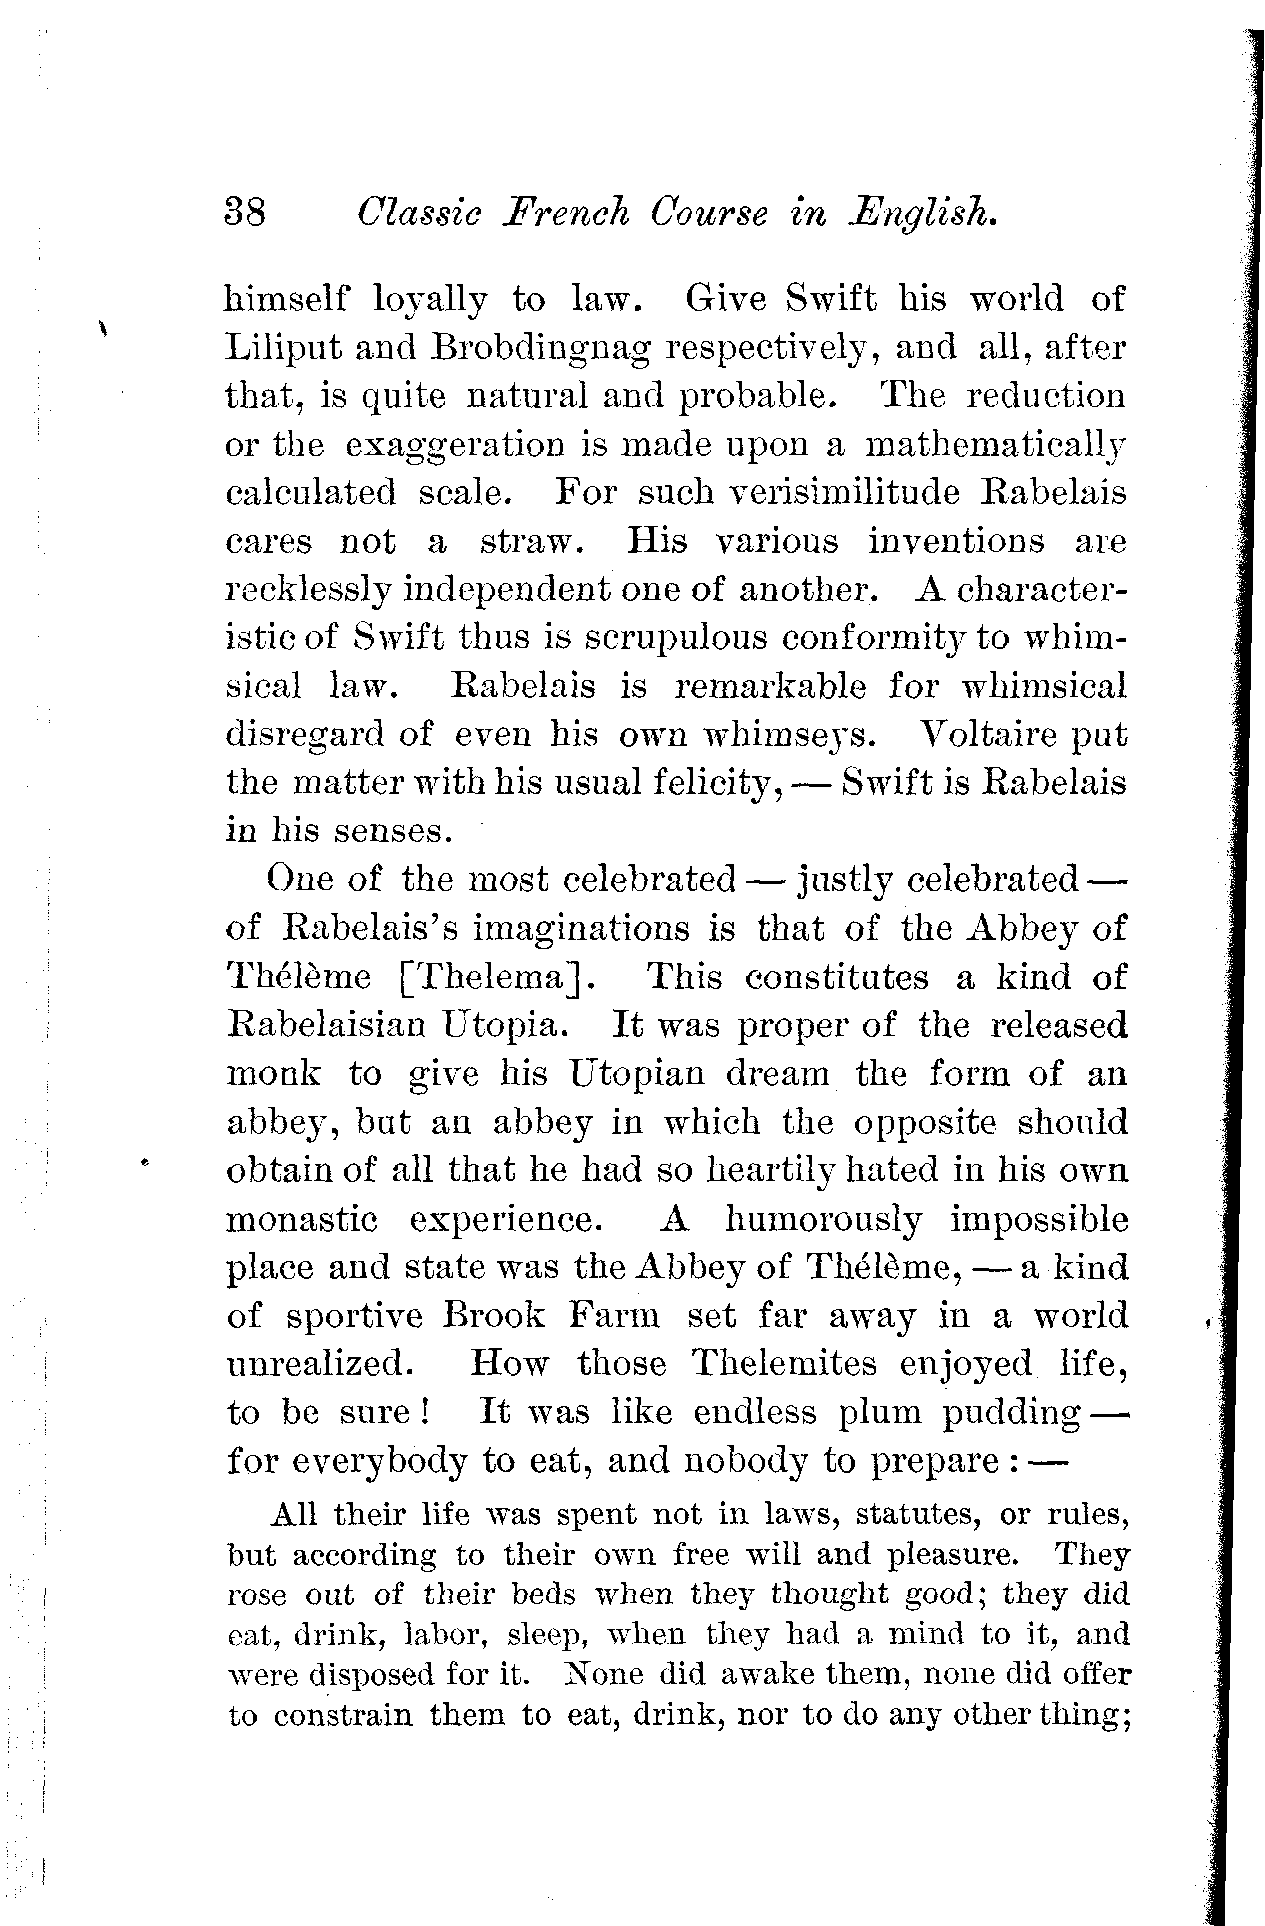 38 Classic French Course in English.
himself loyally to law. Give Swift his world of
Liliput and Brobdingnag respectively, and all, after
that, is quite natural and probable. The reduction
or the exaggeration is made upon a mathematically
calculated scale. For such verisimilitude Rabelais
cares not a straw. His various inventions are
recklessly independent one of another. A character-
istic of Swift thus is scrupulous conformity to whim-
sical law. Rabelais is remarkable for whimsical
disregard of even his own whimseys. Voltaire put
the matter with his usual felicity, — Swift is Rabelais
in his senses.
One of the most celebrated — justly celebrated —
of Rabelais's imaginations is that of the Abbey of
Thélème [Thelema]. This constitutes a kind of
Rabelaisian Utopia. It was proper of the released
monk to give his Utopian dream the form of an
abbey, but an abbey in which the opposite should
obtain of all that he had so heartily hated in his own
monastic experience. A humorously impossible
place and state was the Abbey of Thélème, — a kind
of sportive Brook Farm set far away in a world
unrealized. How those Thelemites enjoyed life,
to be sure! It was like endless plum pudding —
for everybody to eat, and nobody to prepare: —
All their life was spent not in laws, statutes, or rules,
but according to their own free will and pleasure. They
rose out of their beds when they thought good; they did
eat, drink, labor, sleep, when they had a mind to it, and
were disposed for it. None did awake them, none did offer
to constrain them to eat, drink, nor to do any other thing;